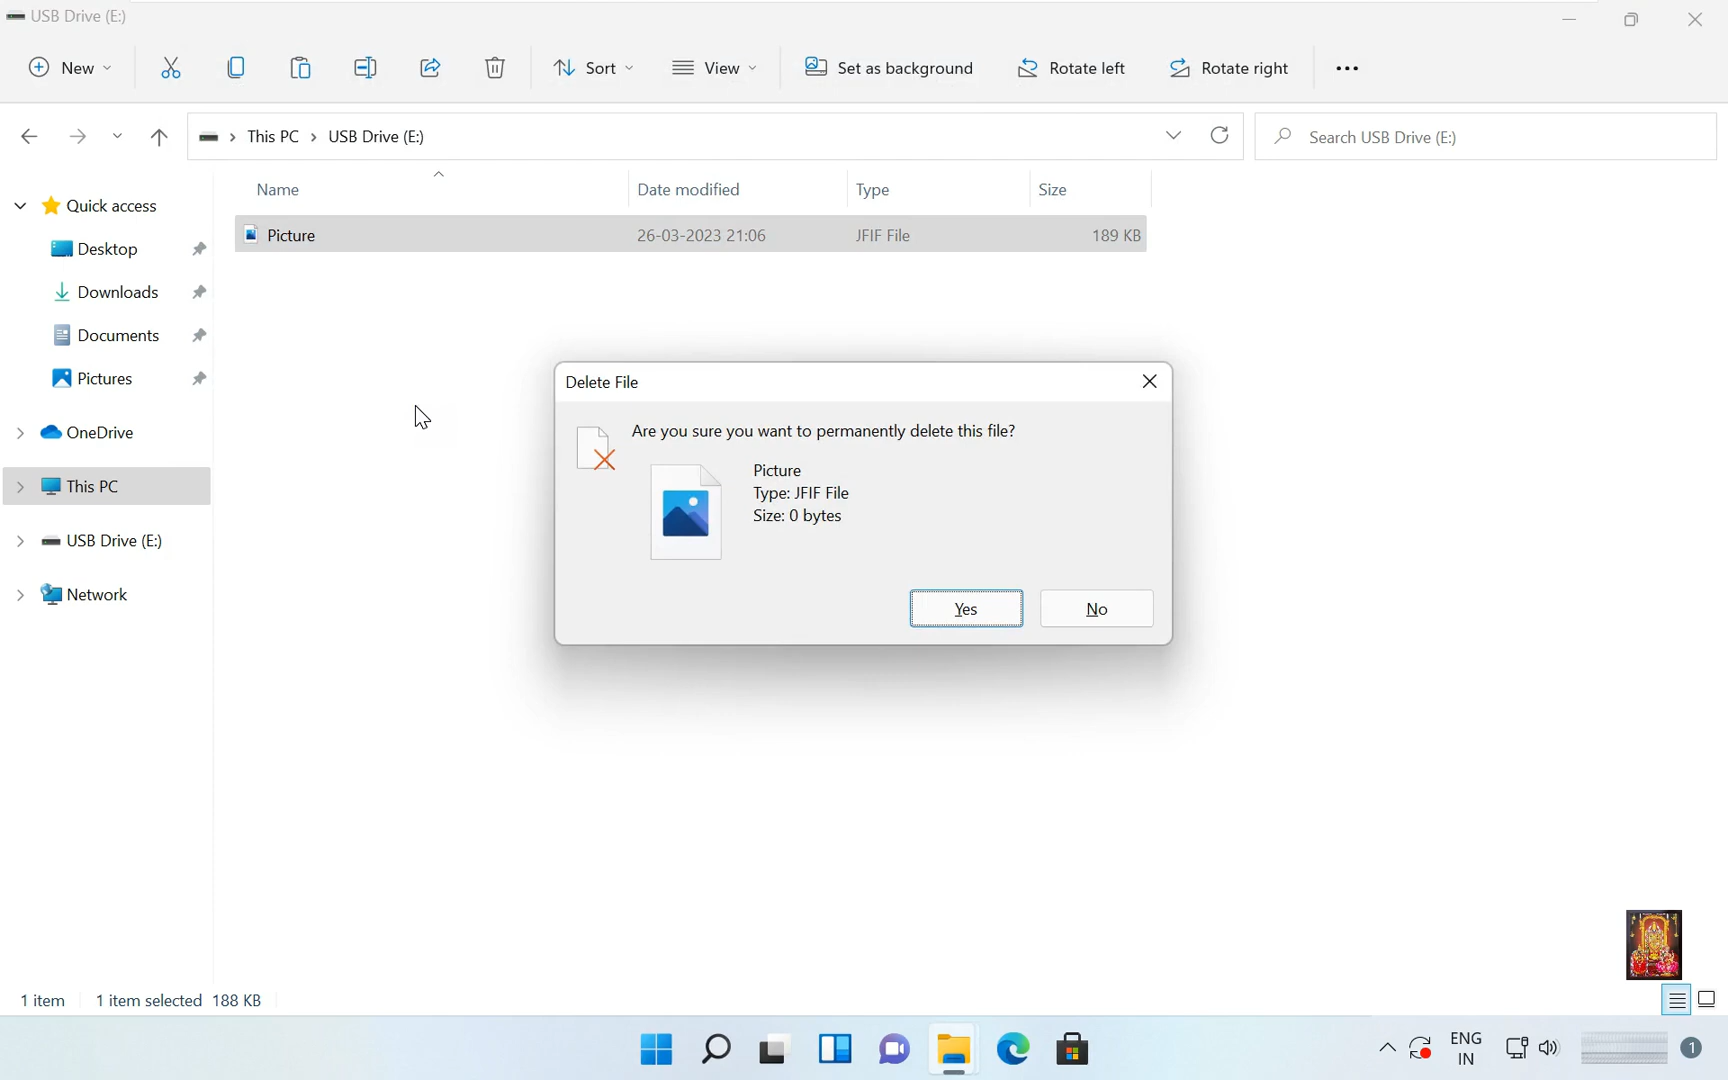 USB Drive (E:)
New
Sort
View
Set as background
Rotate left
Rotate right
This PC
USB Drive (E:)
Search USB Drive (E:)
Name
Date modified
Type
Size
Quick access
Picture
26-03-2023 21:06
JFIF File
189 KB
Desktop
Downloads
Documents
Pictures
OneDrive
This PC
USB Drive (E:)
Network
Delete File
Are you sure you want to permanently delete this file?
Picture
Type: JFIF File
Size: 0 bytes
Yes
No
1 item
1 item selected 188 KB
ENG
IN
1